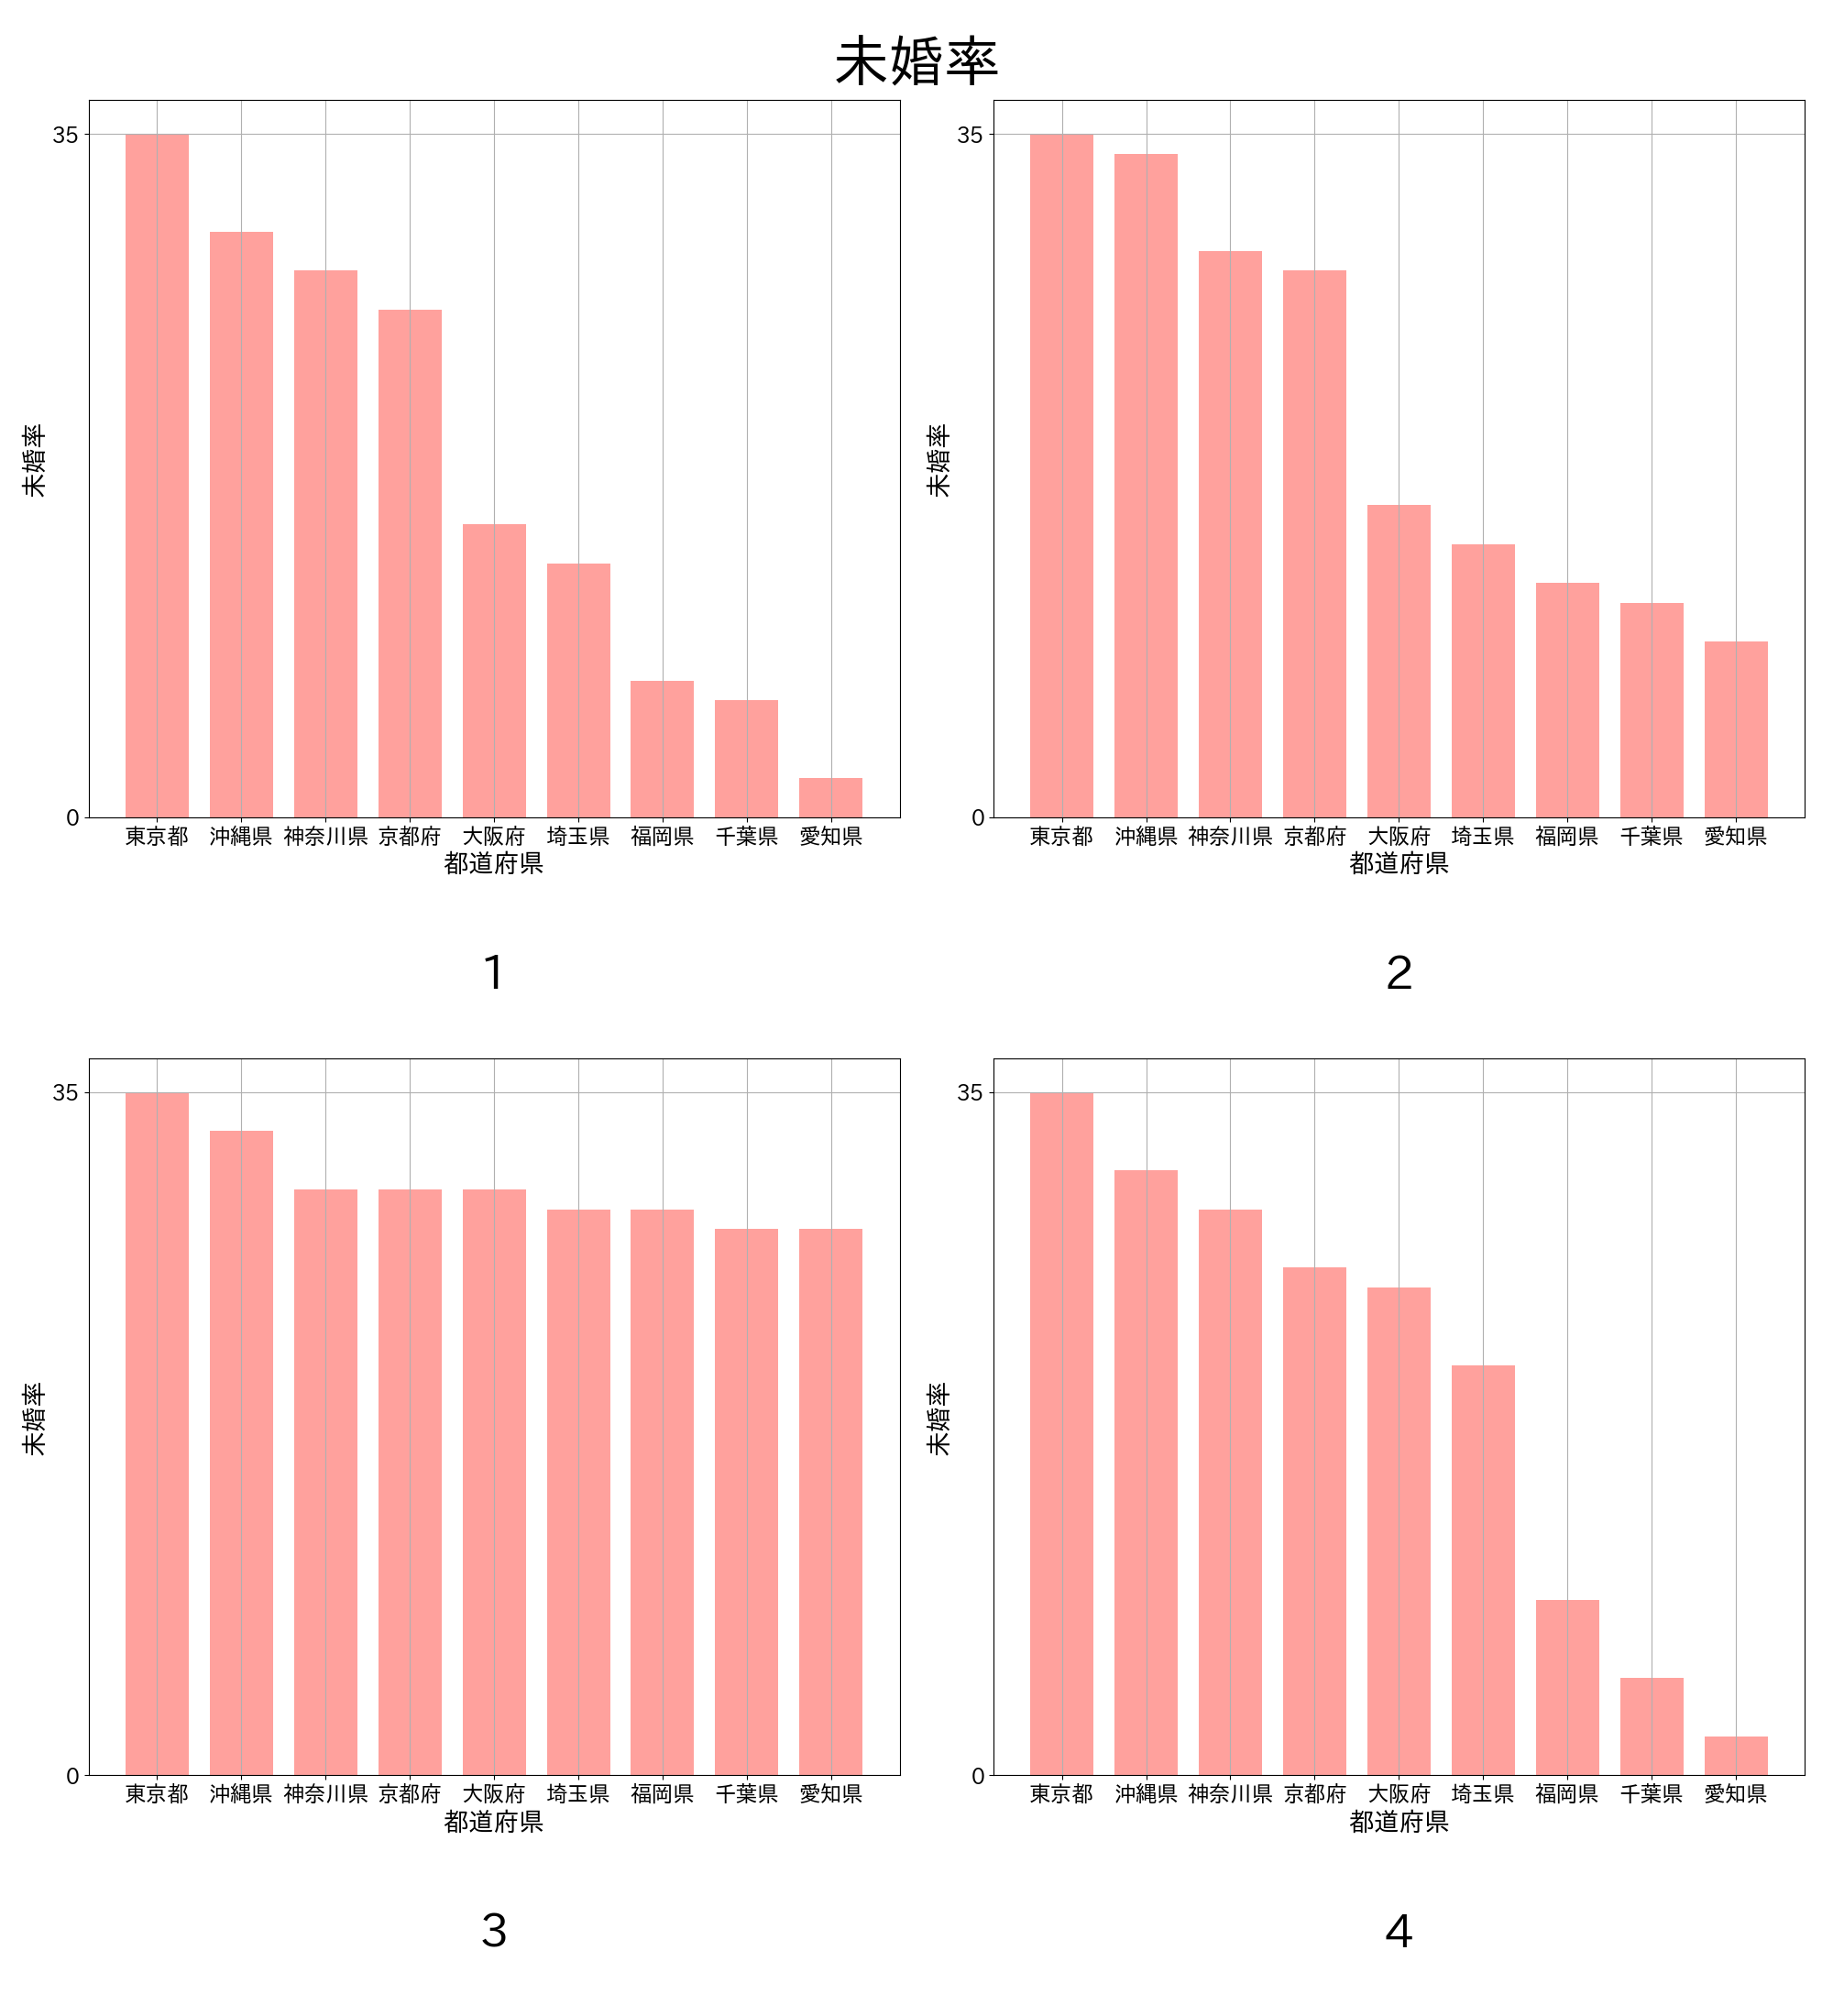 未婚率
35
0
未婚率
東京都 沖縄県 神奈川県 京都府 大阪府 埼玉県 福岡県 千葉県 愛知県
都道府県
1
35
0
未婚率
東京都 沖縄県 神奈川県 京都府 大阪府 埼玉県 福岡県 千葉県 愛知県
都道府県
2
35
0
未婚率
東京都 沖縄県 神奈川県 京都府 大阪府 埼玉県 福岡県 千葉県 愛知県
都道府県
3
35
0
未婚率
東京都 沖縄県 神奈川県 京都府 大阪府 埼玉県 福岡県 千葉県 愛知県
都道府県
4